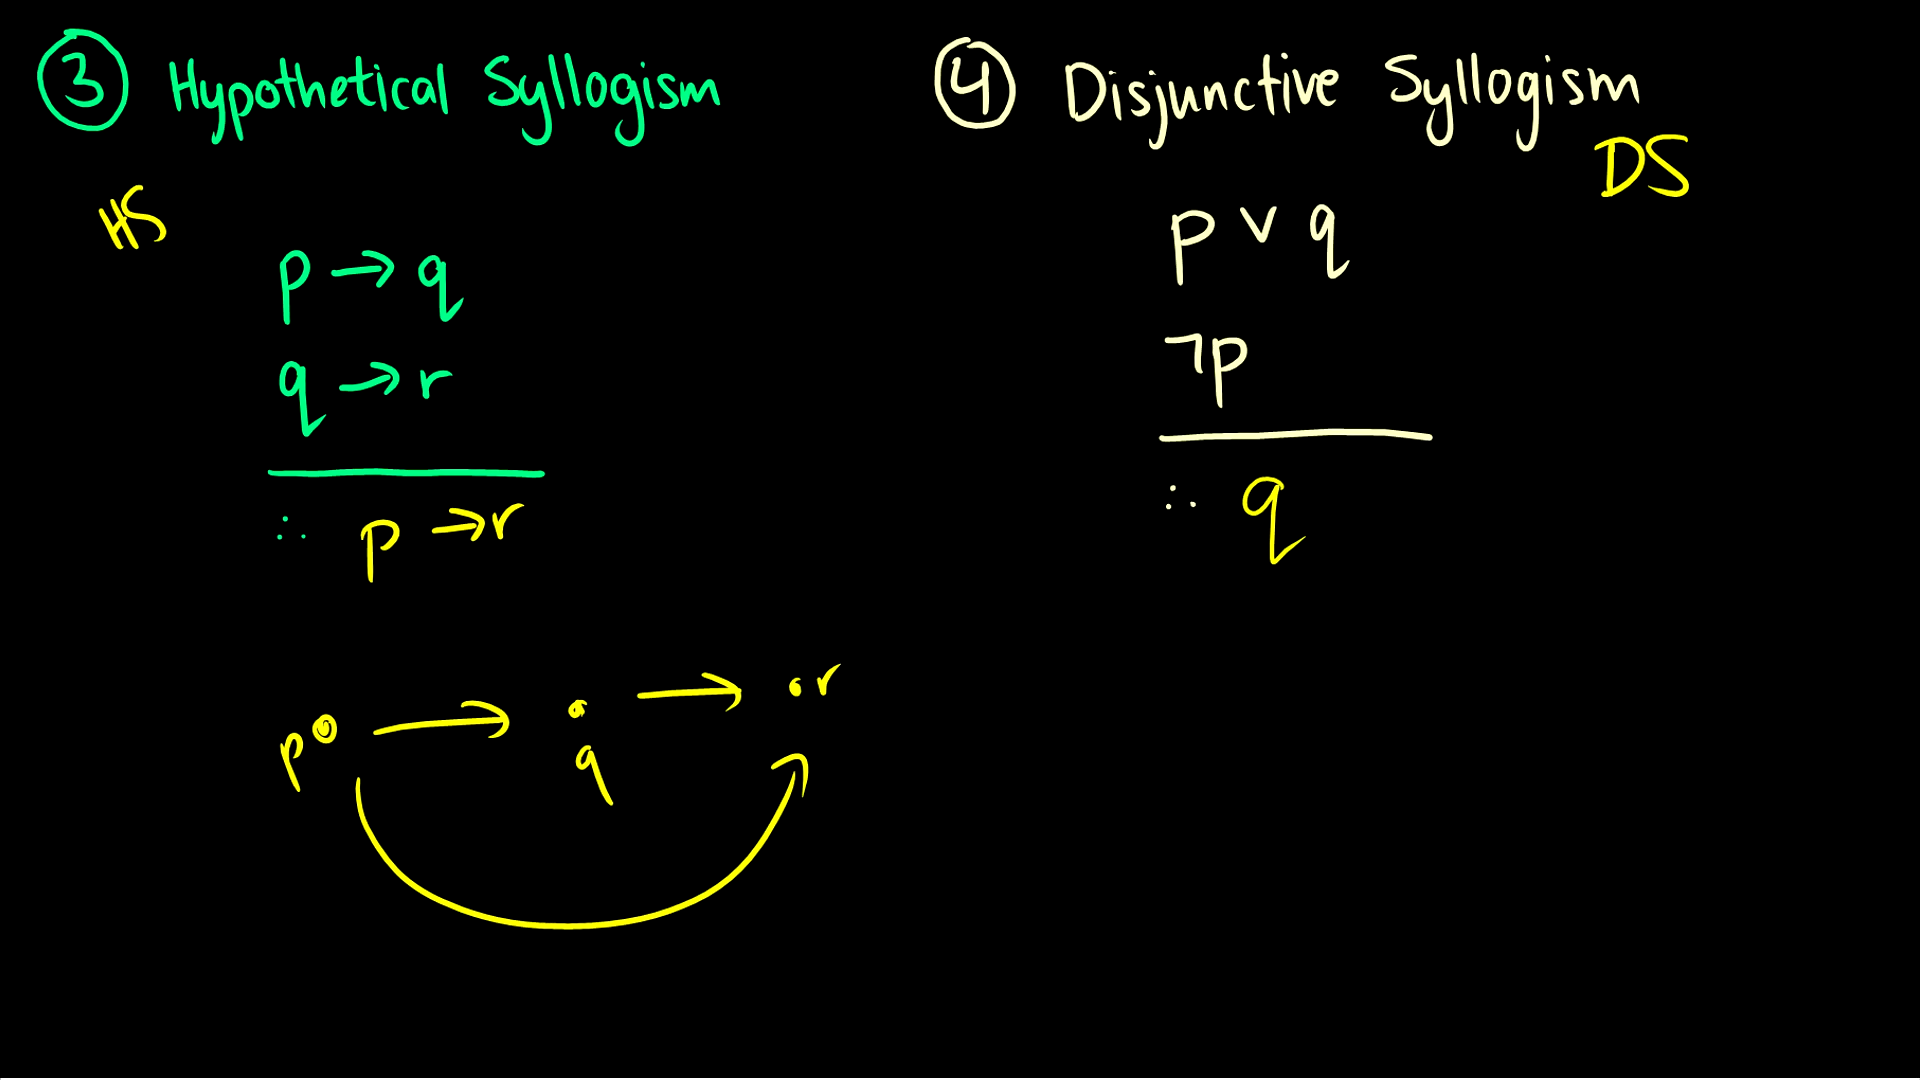 ③ Hypothetical Syllogism
HS
p → q
q → r
∴ p → r
p → q → r
④ Disjunctive Syllogism
DS
p ∨ q
¬p
∴ q